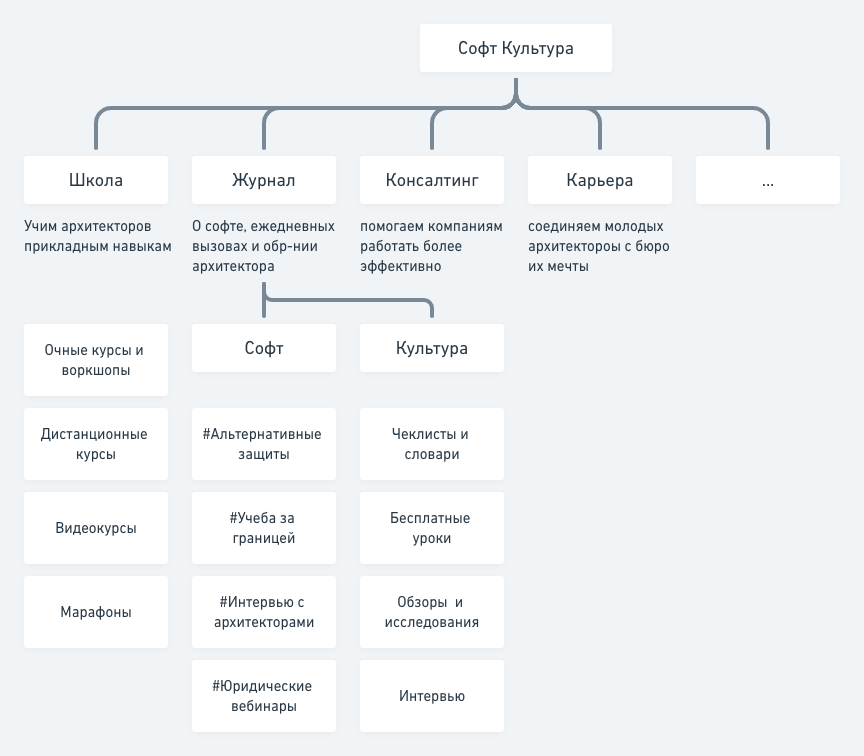 Софт Культура
Школа
Журнал
Консалтинг
Карьера
...
Учим архитекторов
прикладным навыкам
О софте, ежедневных
вызовах и обр-нии
архитектора
помогаем компаниям
работать более
эффективно
соединяем молодых
архитектороы с бюро
их мечты
Очные курсы и
воркшопы
Дистанционные
курсы
Видеокурсы
Марафоны
Софт
#Альтернативные
защиты
#Учеба за
границей
#Интервью с
архитекторами
#Юридические
вебинары
Культура
Чеклисты и
словари
Бесплатные
уроки
Обзоры  и
исследования
Интервью